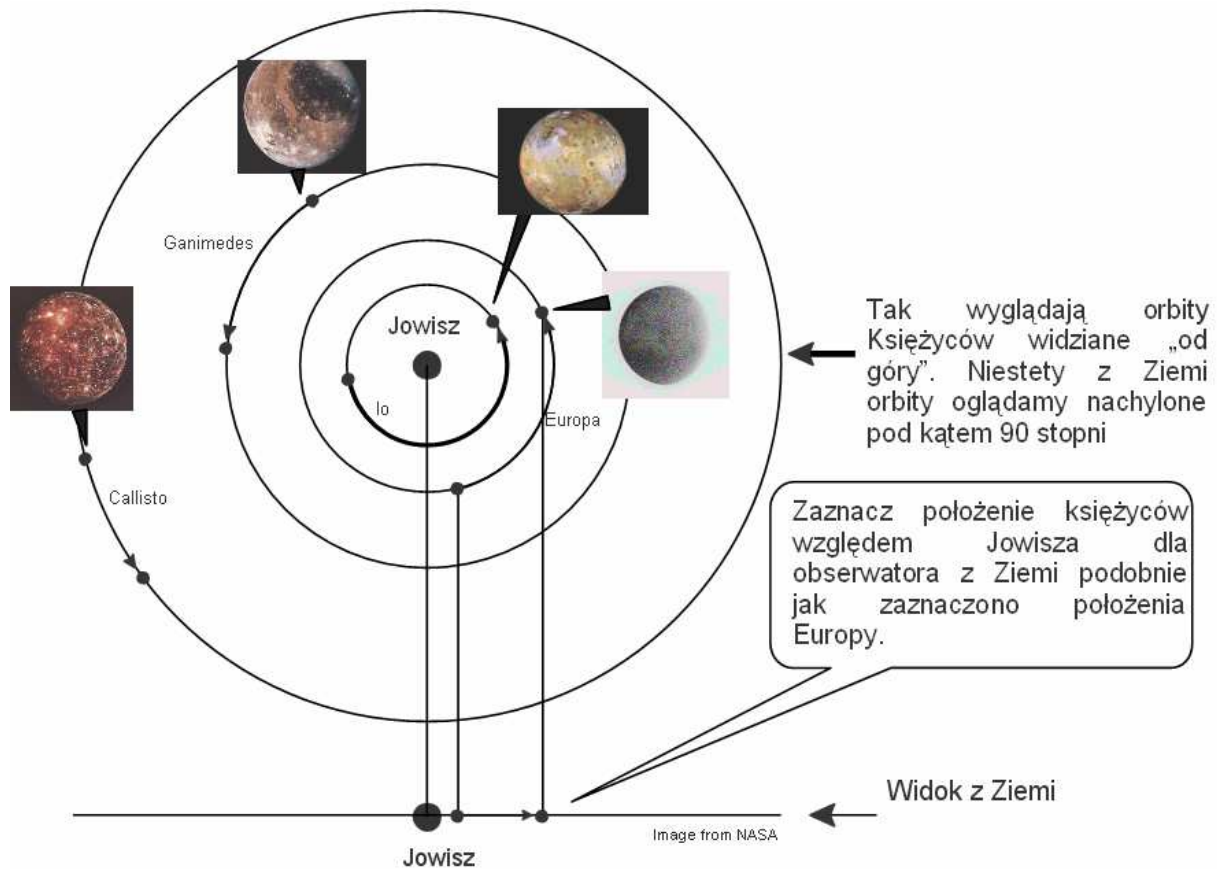 Ganimedes
Jowisz
Io
Europa
Callisto
Tak wyglądają orbity
Księżyców widziane „od
góry”. Niestety z Ziemi
orbity oglądamy nachylone
pod kątem 90 stopni
Zaznacz położenie księżyców
względem Jowisza dla
obserwatora z Ziemi podobnie
jak zaznaczono położenia
Europy.
Widok z Ziemi
Image from NASA
Jowisz